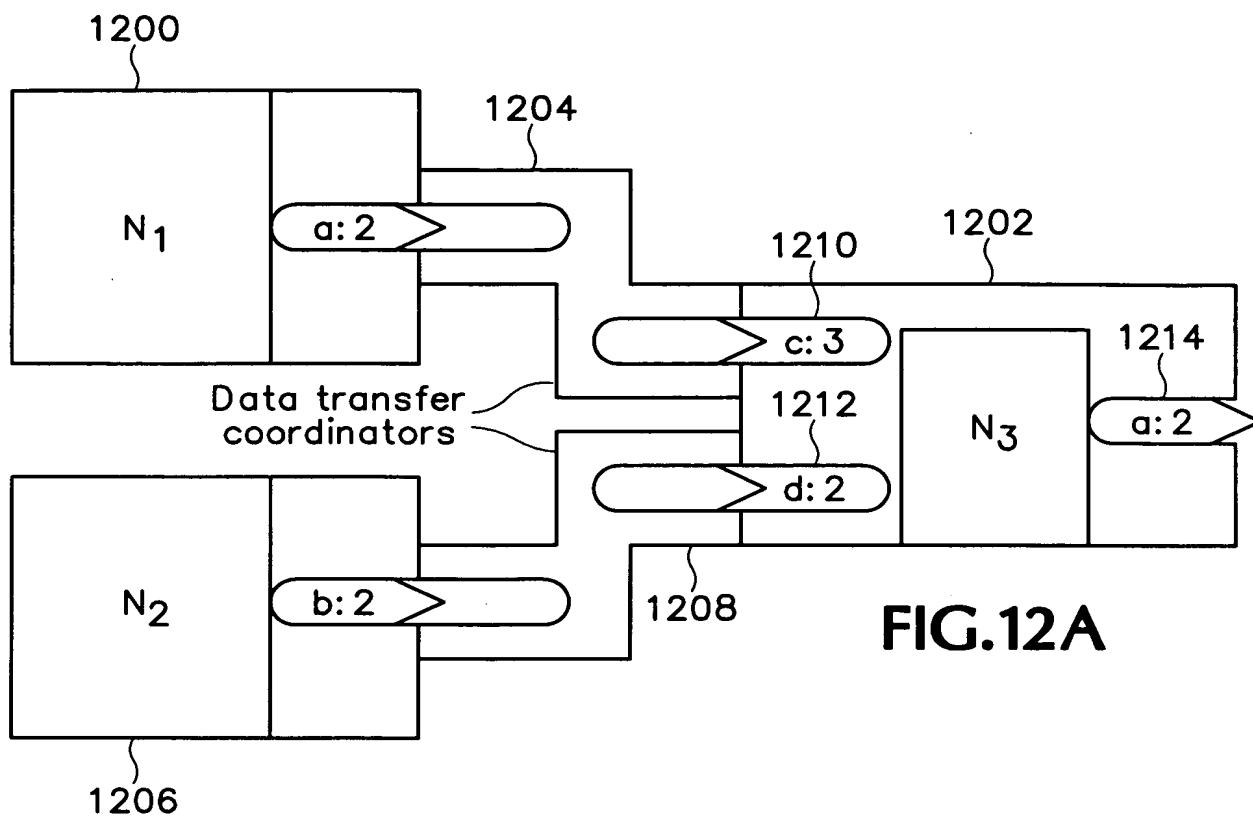 1200
1204
N1
a: 2
1210
1202
c: 3
1214
Data transfer
coordinators
1212
N3
a: 2
d: 2
N2
b: 2
1208
FIG.12A
1206